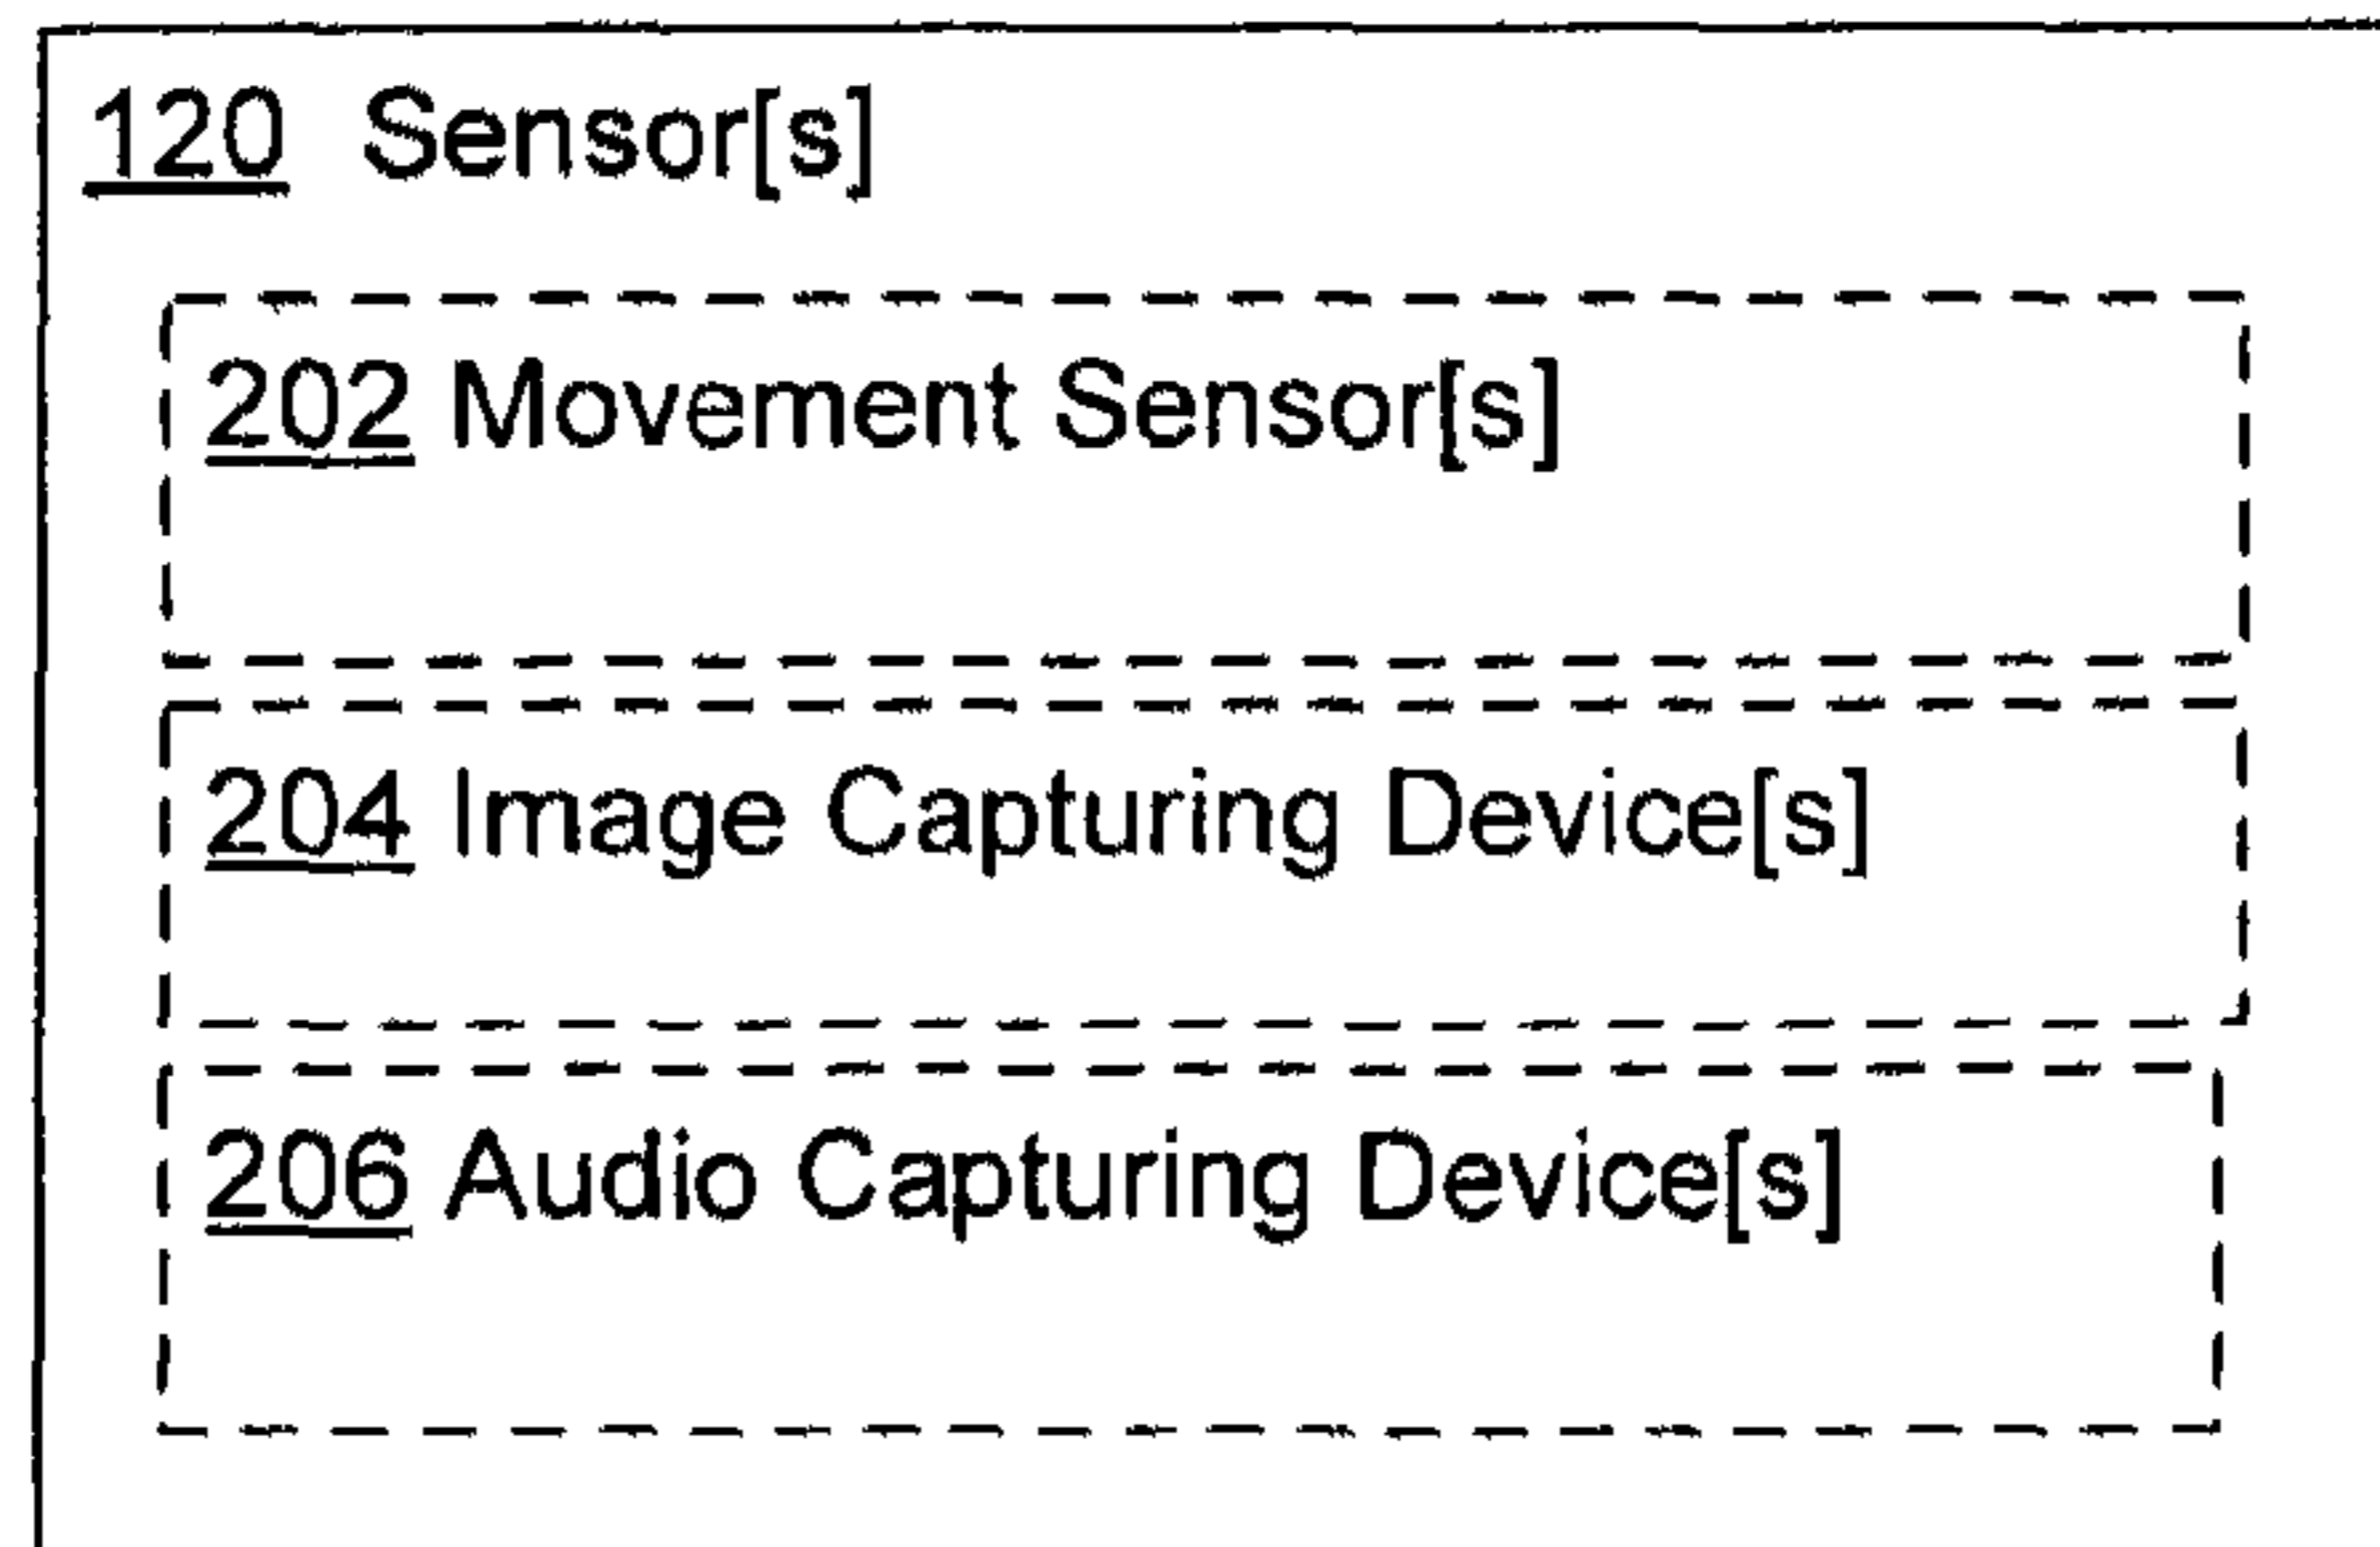 120 Sensor[s]
202 Movement Sensor[s]
204 Image Capturing Device[s]
206 Audio Capturing Device[s]